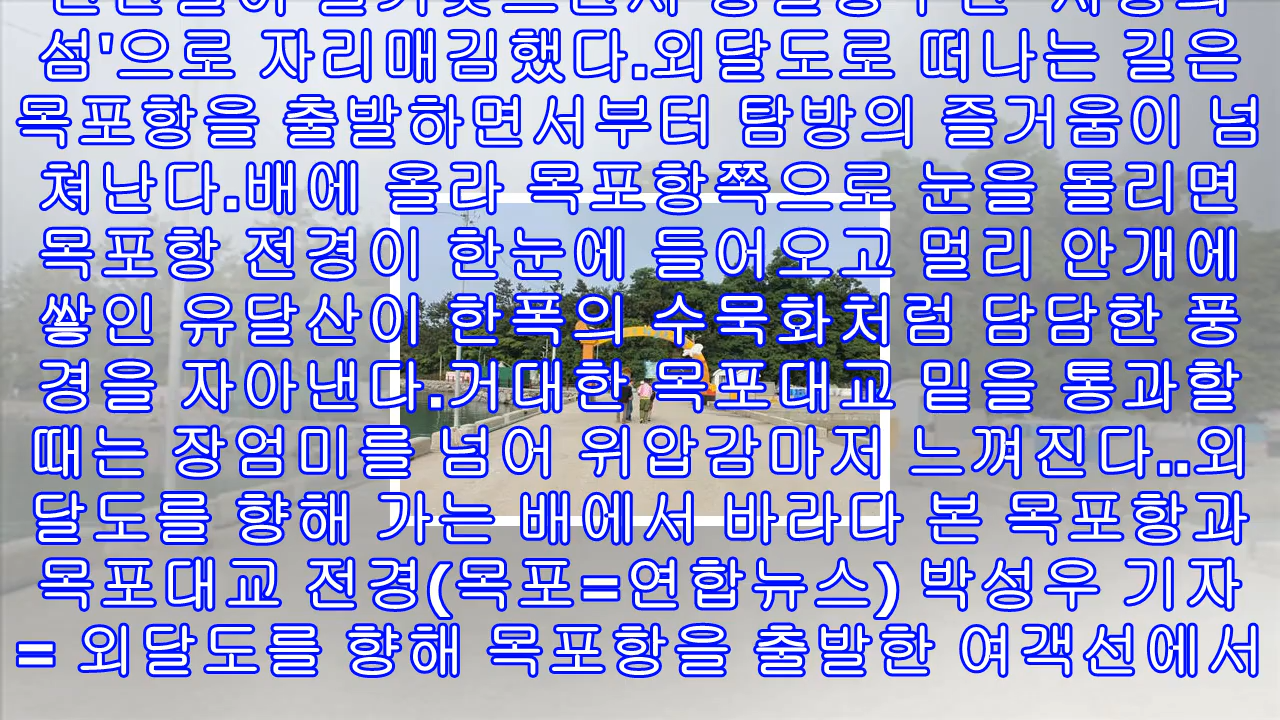 섬'으로 자리매김했다.외달도로 떠나는 길은
목포항을 출발하면서부터 탐방의 즐거움이 넘
쳐난다.배에 올라 목포항쪽으로 눈을 돌리면
목포항 전경이 한눈에 들어오고 멀리 안개에
쌓인 유달산이 한폭의 수묵화처럼 담담한 풍
경을 자아낸다.거대한 목포대교 밑을 통과할
때는 장엄미를 넘어 위압감마저 느껴진다..외
달도를 향해 가는 배에서 바라다 본 목포항과
목포대교 전경(목포=연합뉴스) 박성우 기자
= 외달도를 향해 목포항을 출발한 여객선에서